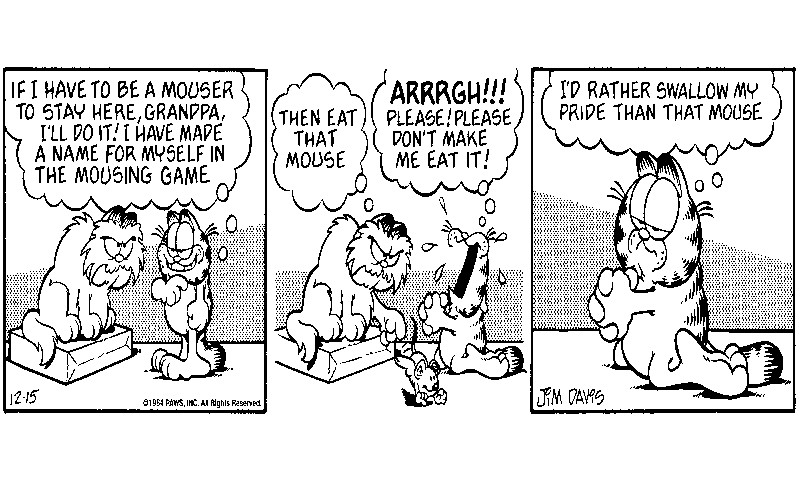 IF I HAVE TO BE A MOUSER
TO STAY HERE, GRANDPA,
I'LL DO IT! I HAVE MADE
A NAME FOR MYSELF IN
THE MOUSING GAME
12-15
©1984 PAWS, INC. All Rights Reserved.
THEN EAT
THAT
MOUSE
ARRRGH!!!
PLEASE! PLEASE
DON'T MAKE
ME EAT IT!
I'D RATHER SWALLOW MY
PRIDE THAN THAT MOUSE
JIM DAVIS